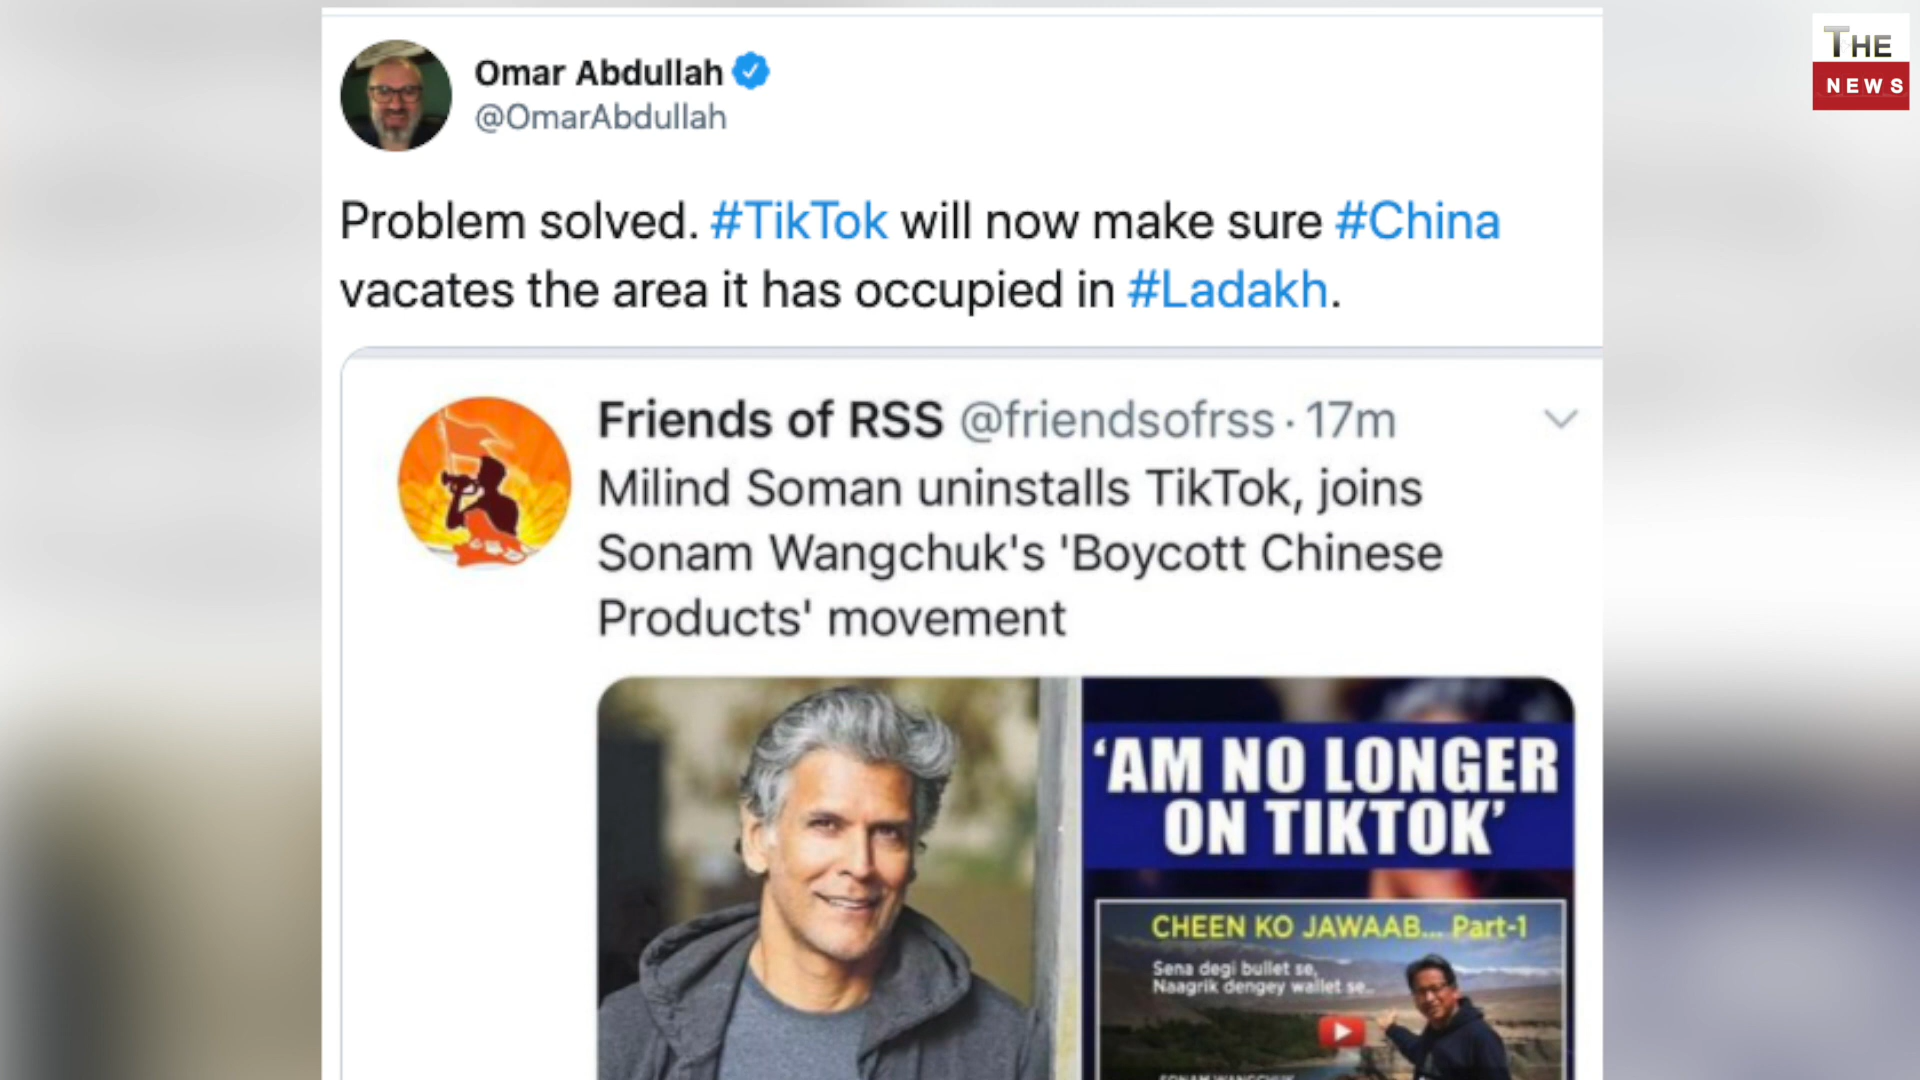 THE
NEWS
Omar Abdullah
@OmarAbdullah
Problem solved. #TikTok will now make sure #China
vacates the area it has occupied in #Ladakh.
Friends of RSS @friendsofrss · 17m
Milind Soman uninstalls TikTok, joins
Sonam Wangchuk's 'Boycott Chinese
Products' movement
‘AM NO LONGER
ON TIKTOK’
CHEEN KO JAWAAB... Part-1
Sena degi bullet se,
Naagrik dengey wallet se..
SONAM WANGCHUK